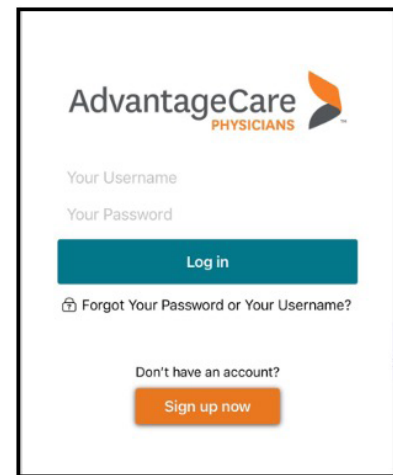 AdvantageCare
PHYSICIANS
Your Username
Your Password
Log in
Forgot Your Password or Your Username?
Don't have an account?
Sign up now